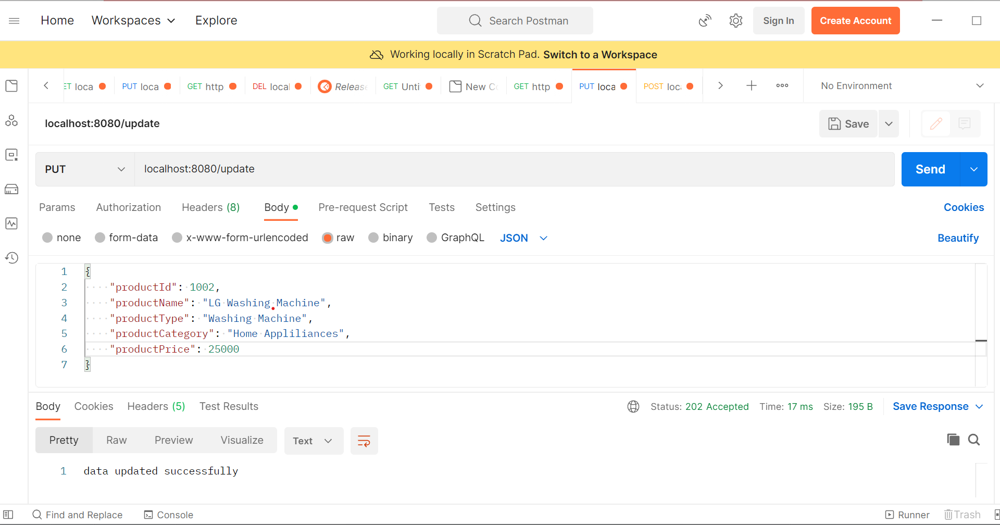 Home Workspaces Explore Search Postman Sign In Create Account
Working locally in Scratch Pad. Switch to a Workspace
ET loca PUT loca GET http DEL local Releas GET Unti New C GET http PUT loca POST loc No Environment
localhost:8080/update Save
PUT localhost:8080/update Send
Params Authorization Headers (8) Body Pre-request Script Tests Settings Cookies
none form-data x-www-form-urlencoded raw binary GraphQL JSON Beautify
1 {
2 "productId": 1002,
3 "productName": "LG Washing Machine",
4 "productType": "Washing Machine",
5 "productCategory": "Home Appliliances",
6 "productPrice": 25000
7 }
Body Cookies Headers (5) Test Results Status: 202 Accepted Time: 17 ms Size: 195 B Save Response
Pretty Raw Preview Visualize Text
1 data updated successfully
Find and Replace Console Runner Trash